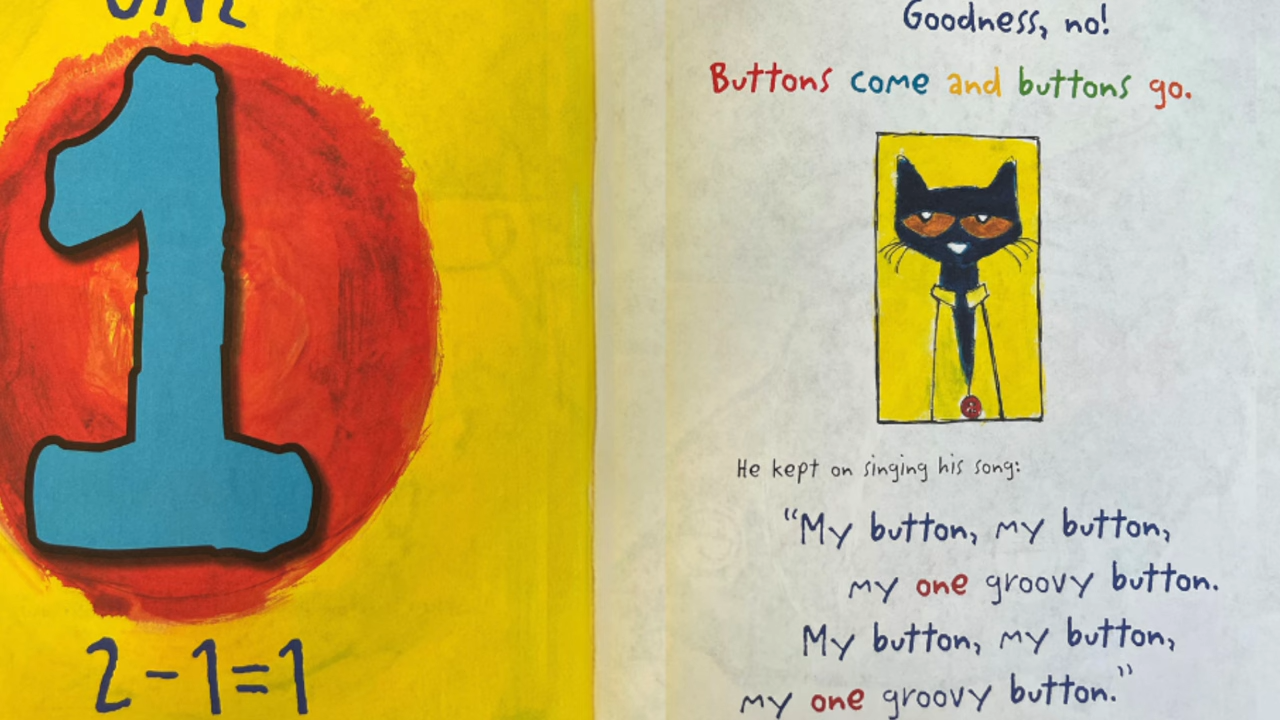 ONE
1
2-1=1
Goodness, no!
Buttons come and buttons go.
He kept on singing his song:
“My button, my button,
my one groovy button.
My button, my button,
my one groovy button.”